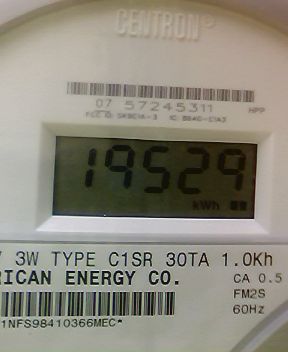 CENTRON®
07 57245311 HPP
19529
kWh
3W TYPE C1SR 30TA 1.0Kh
RICAN ENERGY CO. CA 0.5
FM2S
60Hz
1NFS98410366MEC*